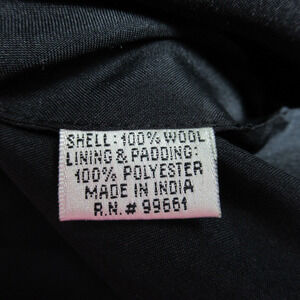 SHELL: 100% WOOL
LINING & PADDING:
100% POLYESTER
MADE IN INDIA
R.N. # 99661